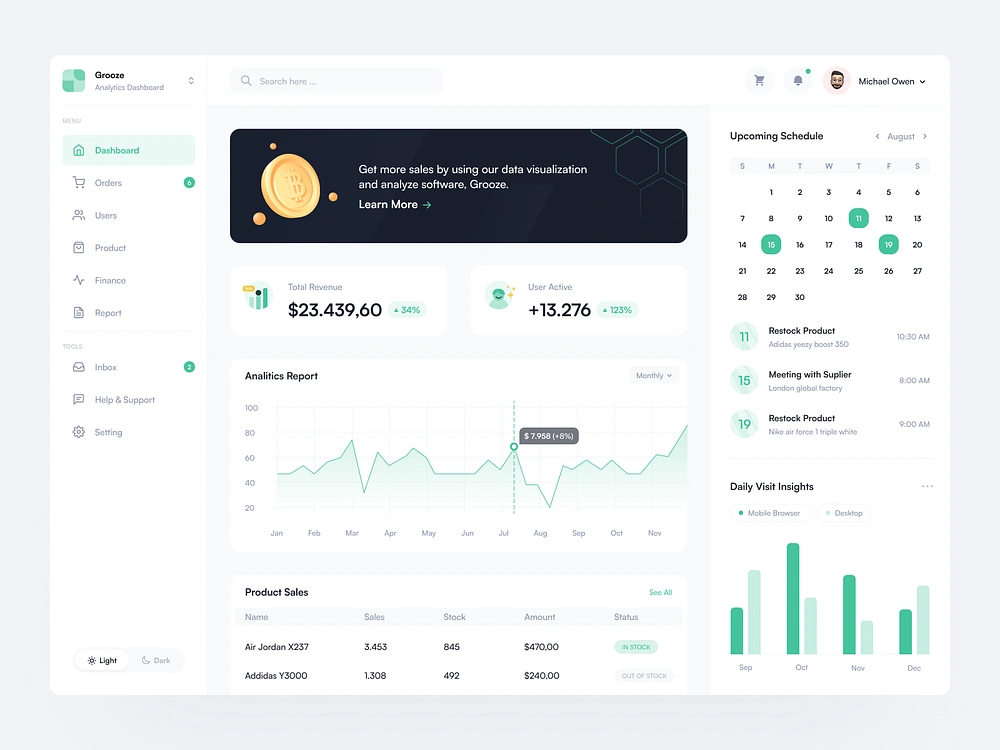 Grooze
Analytics Dashboard
MENU
Dashboard
Orders 6
Users
Product
Finance
Report
TOOLS
Inbox 2
Help & Support
Setting
Light Dark
Search here ...
Michael Owen
Get more sales by using our data visualization
and analyze software, Grooze.
Learn More →
Total Revenue
$23.439,60 34%
User Active
+13.276 123%
Analitics Report Monthly
$ 7.958 (+8%)
100
80
60
40
20
Jan Feb Mar Apr May Jun Jul Aug Sep Oct Nov
Product Sales See All
Name Sales Stock Amount Status
Air Jordan X237 3.453 845 $470,00 IN STOCK
Addidas Y3000 1.308 492 $240,00 OUT OF STOCK
Upcoming Schedule < August >
S M T W T F S
1 2 3 4 5 6
7 8 9 10 11 12 13
14 15 16 17 18 19 20
21 22 23 24 25 26 27
28 29 30
11 Restock Product 10:30 AM
Adidas yeezy boost 350
15 Meeting with Suplier 8:00 AM
London global factory
19 Restock Product 9:00 AM
Nike air force 1 triple white
Daily Visit Insights ...
Mobile Browser Desktop
Sep Oct Nov Dec